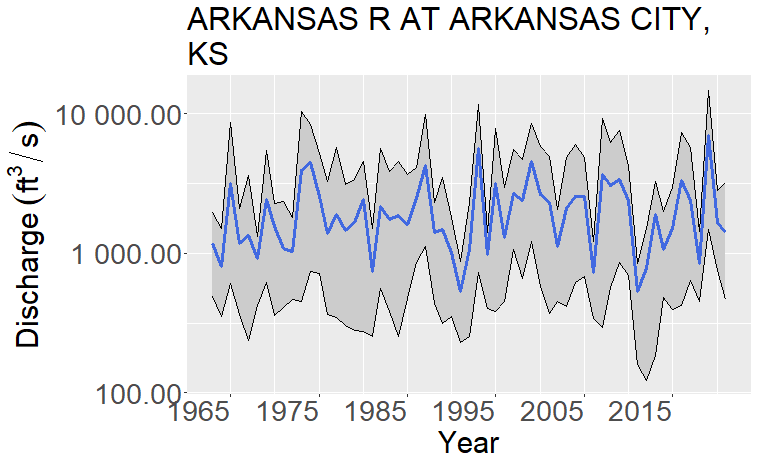 ARKANSAS R AT ARKANSAS CITY,
KS
Discharge (ft³/s)
10 000.00
1 000.00
100.00
1965 1975 1985 1995 2005 2015
Year